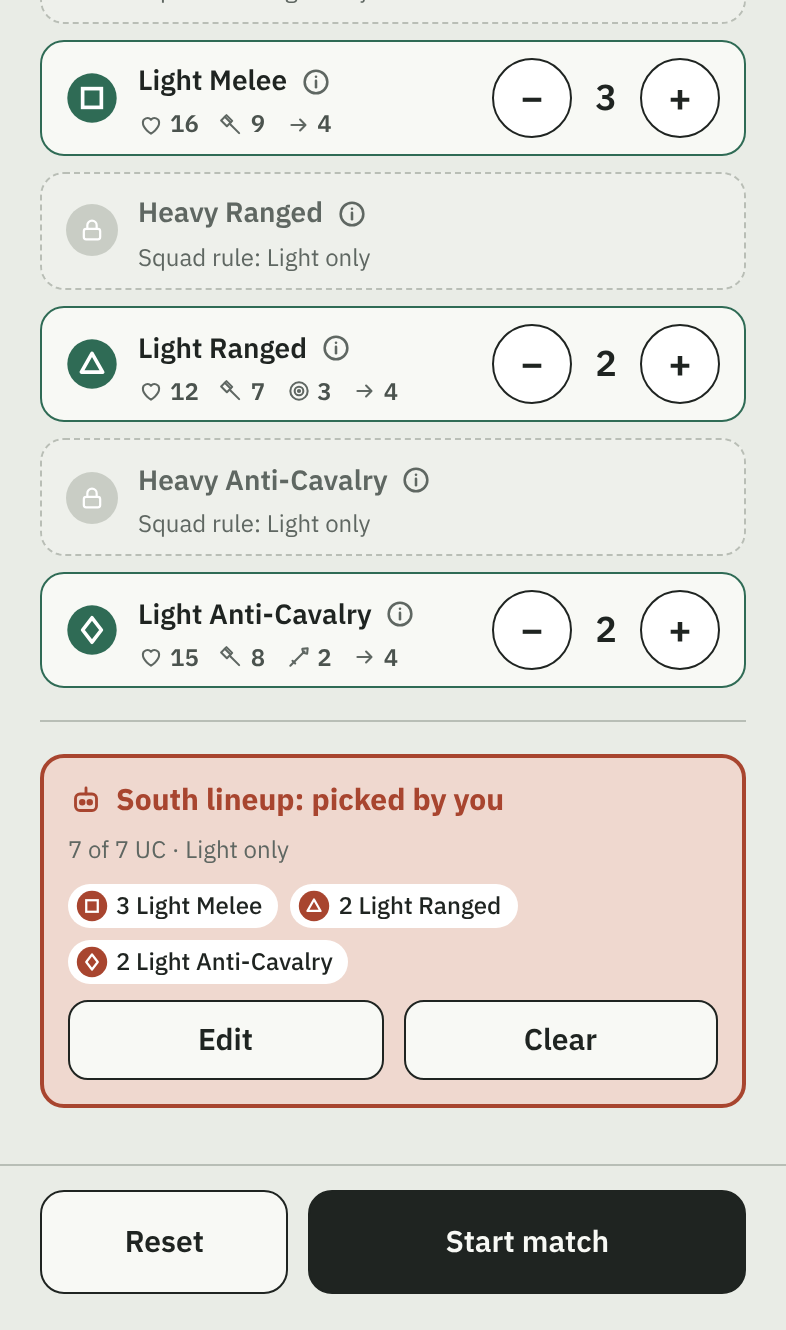 Light Melee
16 9 → 4
− 3 +
Heavy Ranged
Squad rule: Light only
Light Ranged
12 7 3 → 4
− 2 +
Heavy Anti-Cavalry
Squad rule: Light only
Light Anti-Cavalry
15 8 2 → 4
− 2 +
South lineup: picked by you
7 of 7 UC · Light only
3 Light Melee
2 Light Ranged
2 Light Anti-Cavalry
Edit
Clear
Reset
Start match